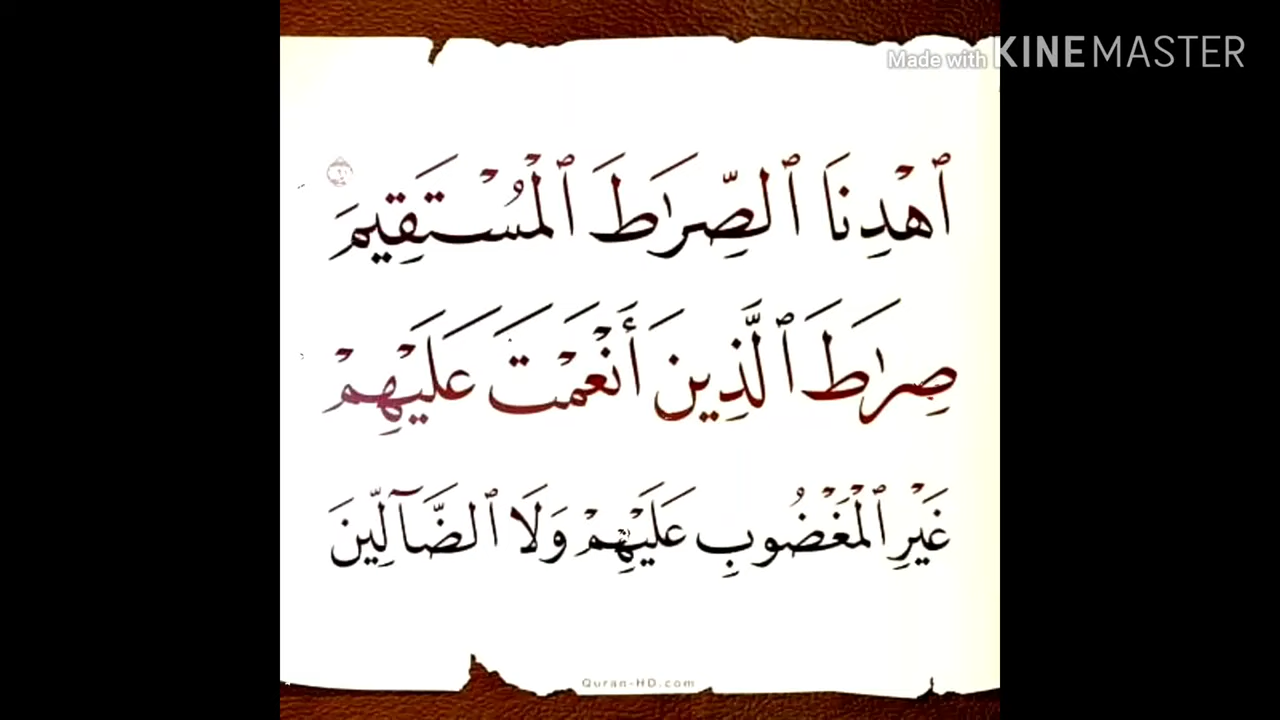 Made with KINEMASTER
ٱهْدِنَا ٱلصِّرَٰطَ ٱلْمُسْتَقِيمَ
صِرَٰطَ ٱلَّذِينَ أَنْعَمْتَ عَلَيْهِمْ
غَيْرِ ٱلْمَغْضُوبِ عَلَيْهِمْ وَلَا ٱلضَّآلِّينَ
Quran-HD.com